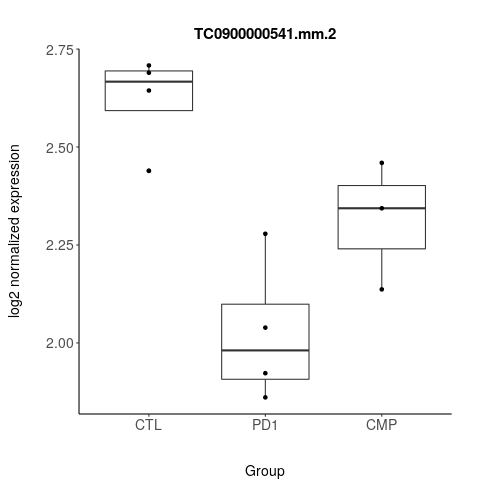 TC0900000541.mm.2
log2 normalized expression
2.75
2.50
2.25
2.00
CTL PD1 CMP
Group